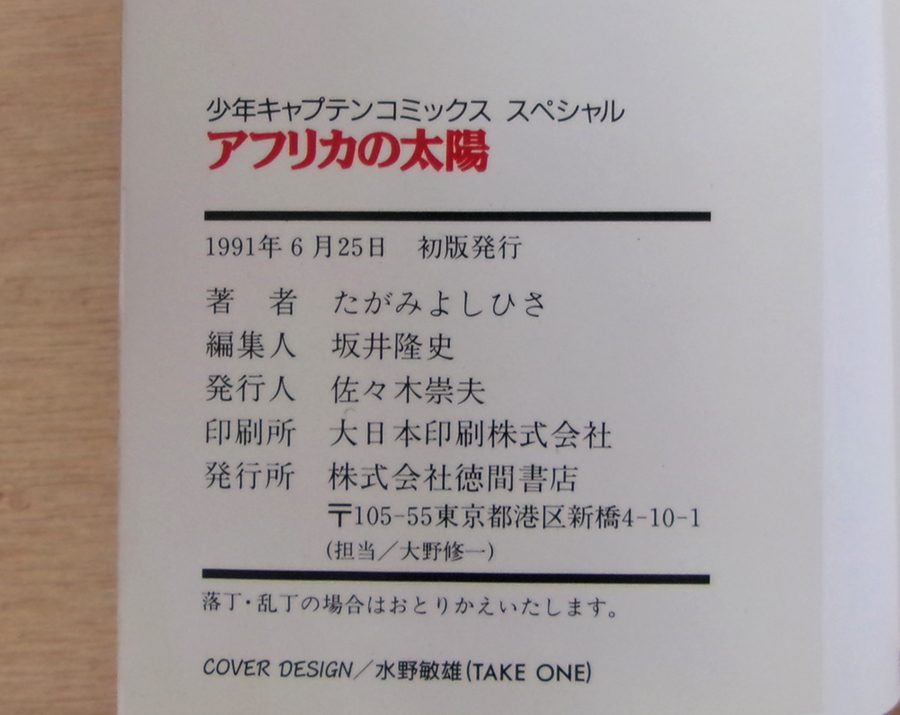 少年キャプテンコミックス スペシャル
アフリカの太陽
1991年6月25日 初版発行
著 者 たがみよしひさ
編集人 坂井隆史
発行人 佐々木崇夫
印刷所 大日本印刷株式会社
発行所 株式会社徳間書店
〒105-55東京都港区新橋4-10-1
(担当/大野修一)
落丁・乱丁の場合はおとりかえいたします。
COVER DESIGN/水野敏雄(TAKE ONE)